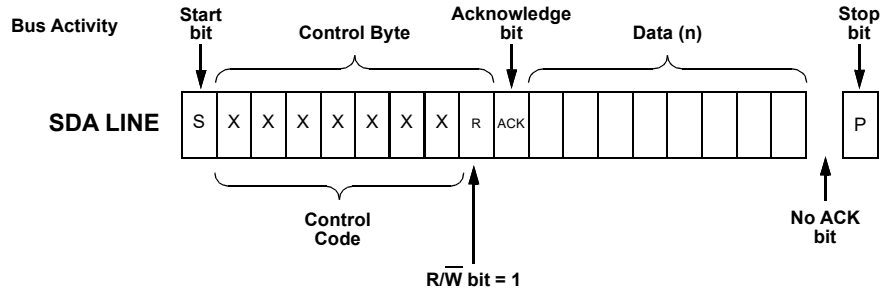 Bus Activity
Start
bit
Control Byte
Acknowledge
bit
Data (n)
Stop
bit
SDA LINE
S X X X X X X X R ACK P
Control
Code
No ACK
bit
R/W̅ bit = 1